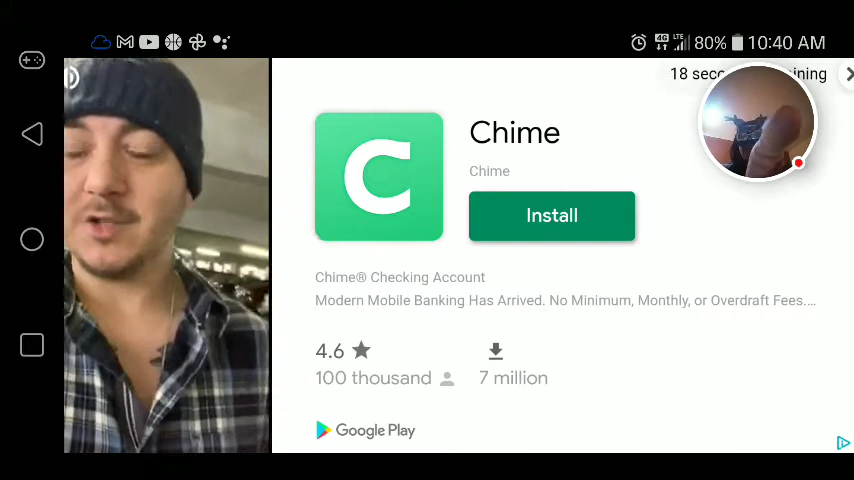 80% 10:40 AM
18 seco ining
Chime
Chime
Install
Chime® Checking Account
Modern Mobile Banking Has Arrived. No Minimum, Monthly, or Overdraft Fees....
4.6
100 thousand 7 million
Google Play